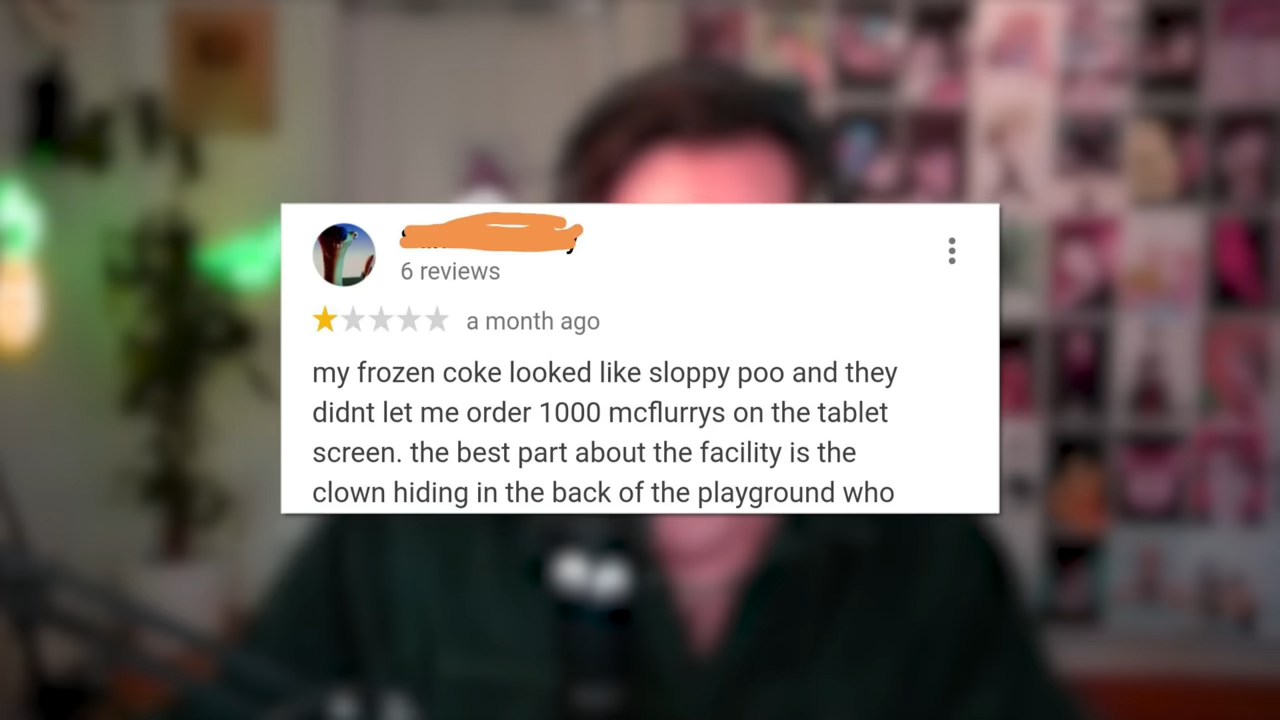 6 reviews
a month ago
my frozen coke looked like sloppy poo and they
didnt let me order 1000 mcflurrys on the tablet
screen. the best part about the facility is the
clown hiding in the back of the playground who